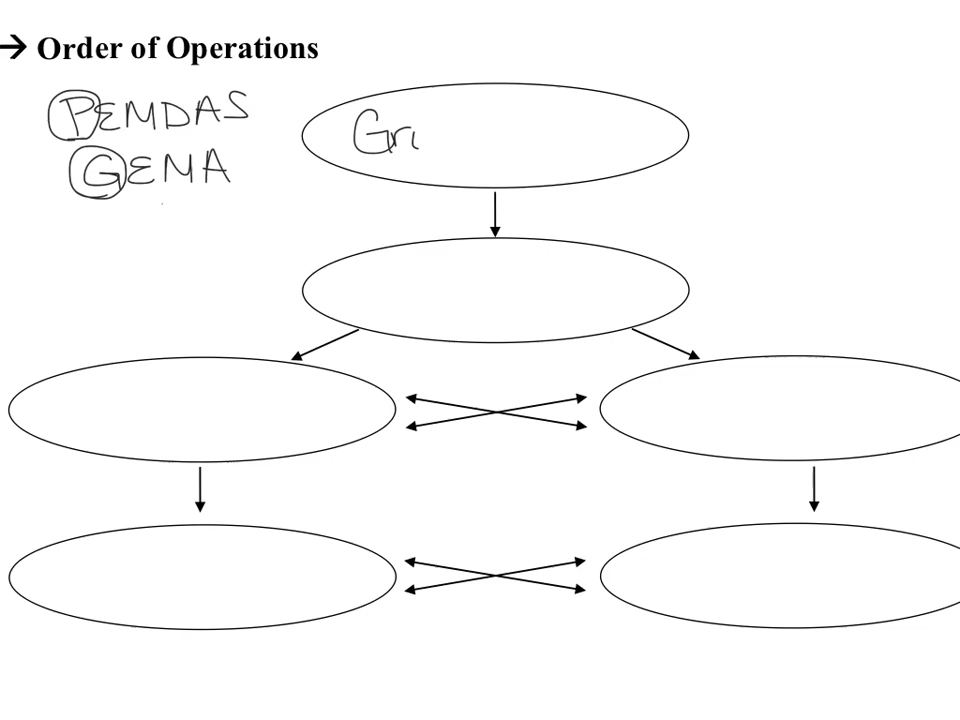 → Order of Operations
PEMDAS
GEMA
Gr